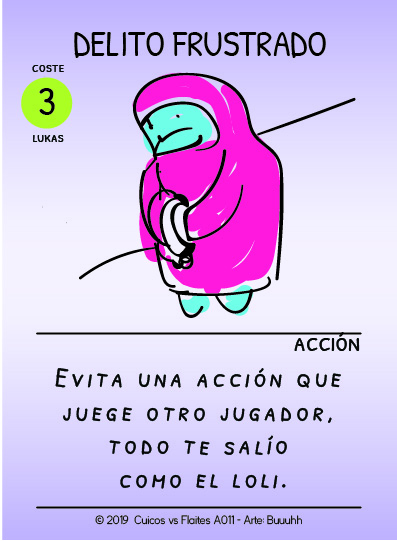 DELITO FRUSTRADO
COSTE
3
LUKAS
ACCIÓN
EVITA UNA ACCIÓN QUE
JUEGE OTRO JUGADOR,
TODO TE SALÍO
COMO EL LOLI.
© 2019 Cuicos vs Flaites A011 - Arte: Buuuhh